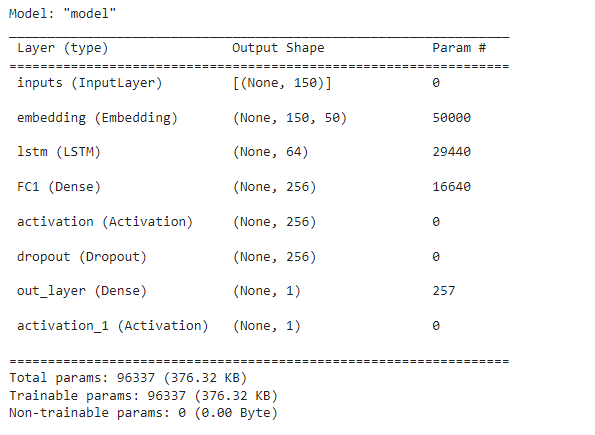 Model: "model"
_________________________________________________________________
Layer (type) Output Shape Param #
=================================================================
inputs (InputLayer) [(None, 150)] 0
embedding (Embedding) (None, 150, 50) 50000
lstm (LSTM) (None, 64) 29440
FC1 (Dense) (None, 256) 16640
activation (Activation) (None, 256) 0
dropout (Dropout) (None, 256) 0
out_layer (Dense) (None, 1) 257
activation_1 (Activation) (None, 1) 0
=================================================================
Total params: 96337 (376.32 KB)
Trainable params: 96337 (376.32 KB)
Non-trainable params: 0 (0.00 Byte)